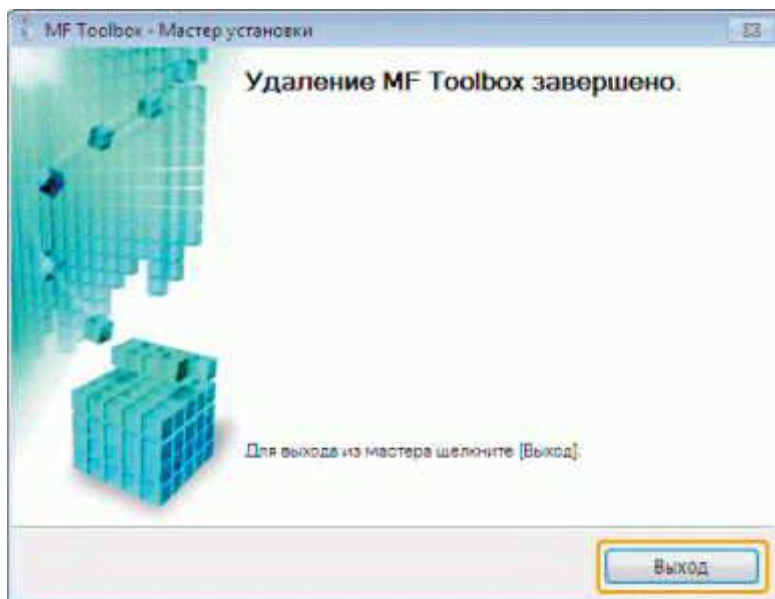 MF Toolbox - Мастер установки
Удаление MF Toolbox завершено.
Для выхода из мастера щелкните [Выход].
Выход